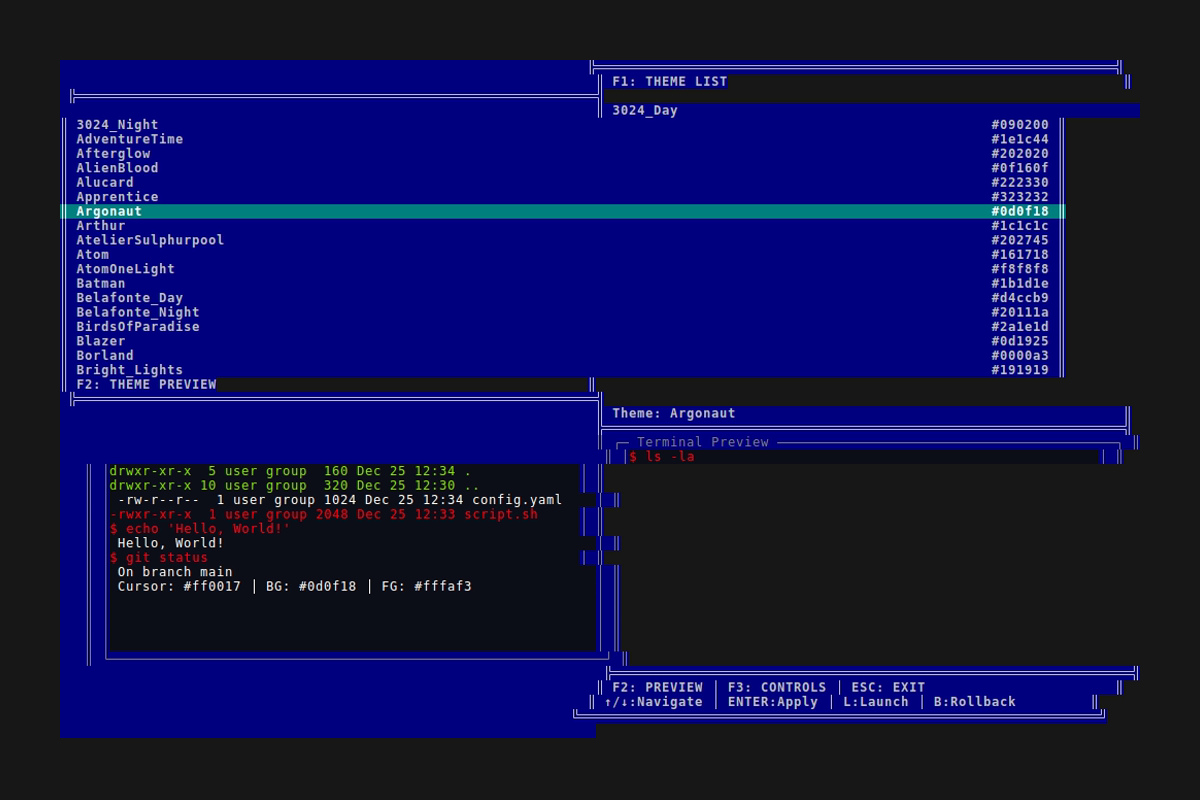 F1: THEME LIST
3024_Day
3024_Night #090200
AdventureTime #1e1c44
Afterglow #202020
AlienBlood #0f160f
Alucard #222330
Apprentice #323232
Argonaut #0d0f18
Arthur #1c1c1c
AtelierSulphurpool #202745
Atom #161718
AtomOneLight #f8f8f8
Batman #1b1d1e
Belafonte_Day #d4ccb9
Belafonte_Night #20111a
BirdsOfParadise #2a1e1d
Blazer #0d1925
Borland #0000a3
Bright_Lights #191919
F2: THEME PREVIEW
Theme: Argonaut
Terminal Preview
$ ls -la
drwxr-xr-x  5 user group  160 Dec 25 12:34 .
drwxr-xr-x 10 user group  320 Dec 25 12:30 ..
-rw-r--r--  1 user group 1024 Dec 25 12:34 config.yaml
-rwxr-xr-x  1 user group 2048 Dec 25 12:33 script.sh
$ echo 'Hello, World!'
Hello, World!
$ git status
On branch main
Cursor: #ff0017 │ BG: #0d0f18 │ FG: #fffaf3
F2: PREVIEW │ F3: CONTROLS │ ESC: EXIT
↑/↓:Navigate │ ENTER:Apply │ L:Launch │ B:Rollback